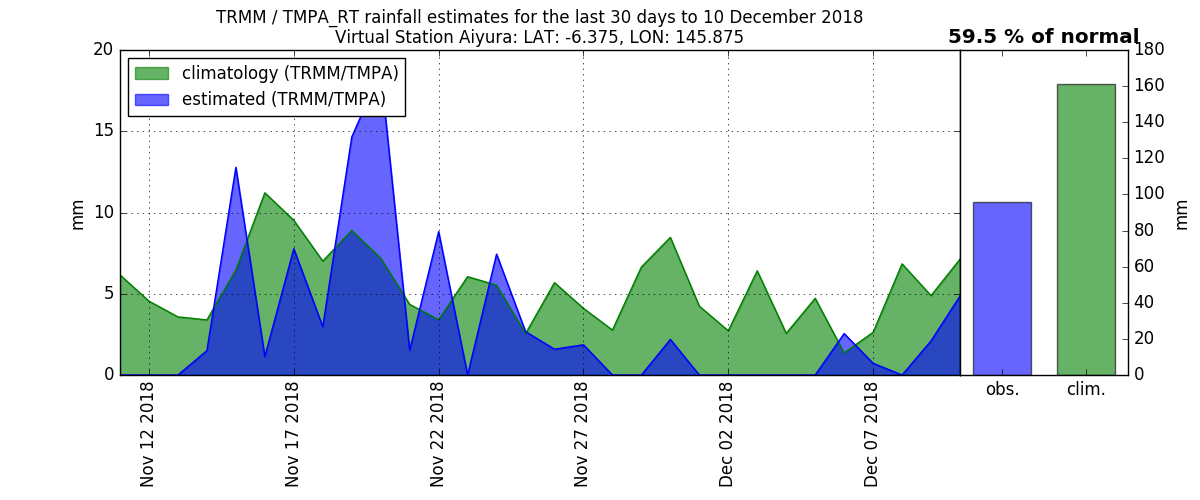 TRMM / TMPA_RT rainfall estimates for the last 30 days to 10 December 2018
Virtual Station Aiyura: LAT: -6.375, LON: 145.875
59.5 % of normal
climatology (TRMM/TMPA)
estimated (TRMM/TMPA)
20
15
10
5
0
mm
Nov 12 2018
Nov 17 2018
Nov 22 2018
Nov 27 2018
Dec 02 2018
Dec 07 2018
180
160
140
120
100
80
60
40
20
0
mm
obs.
clim.